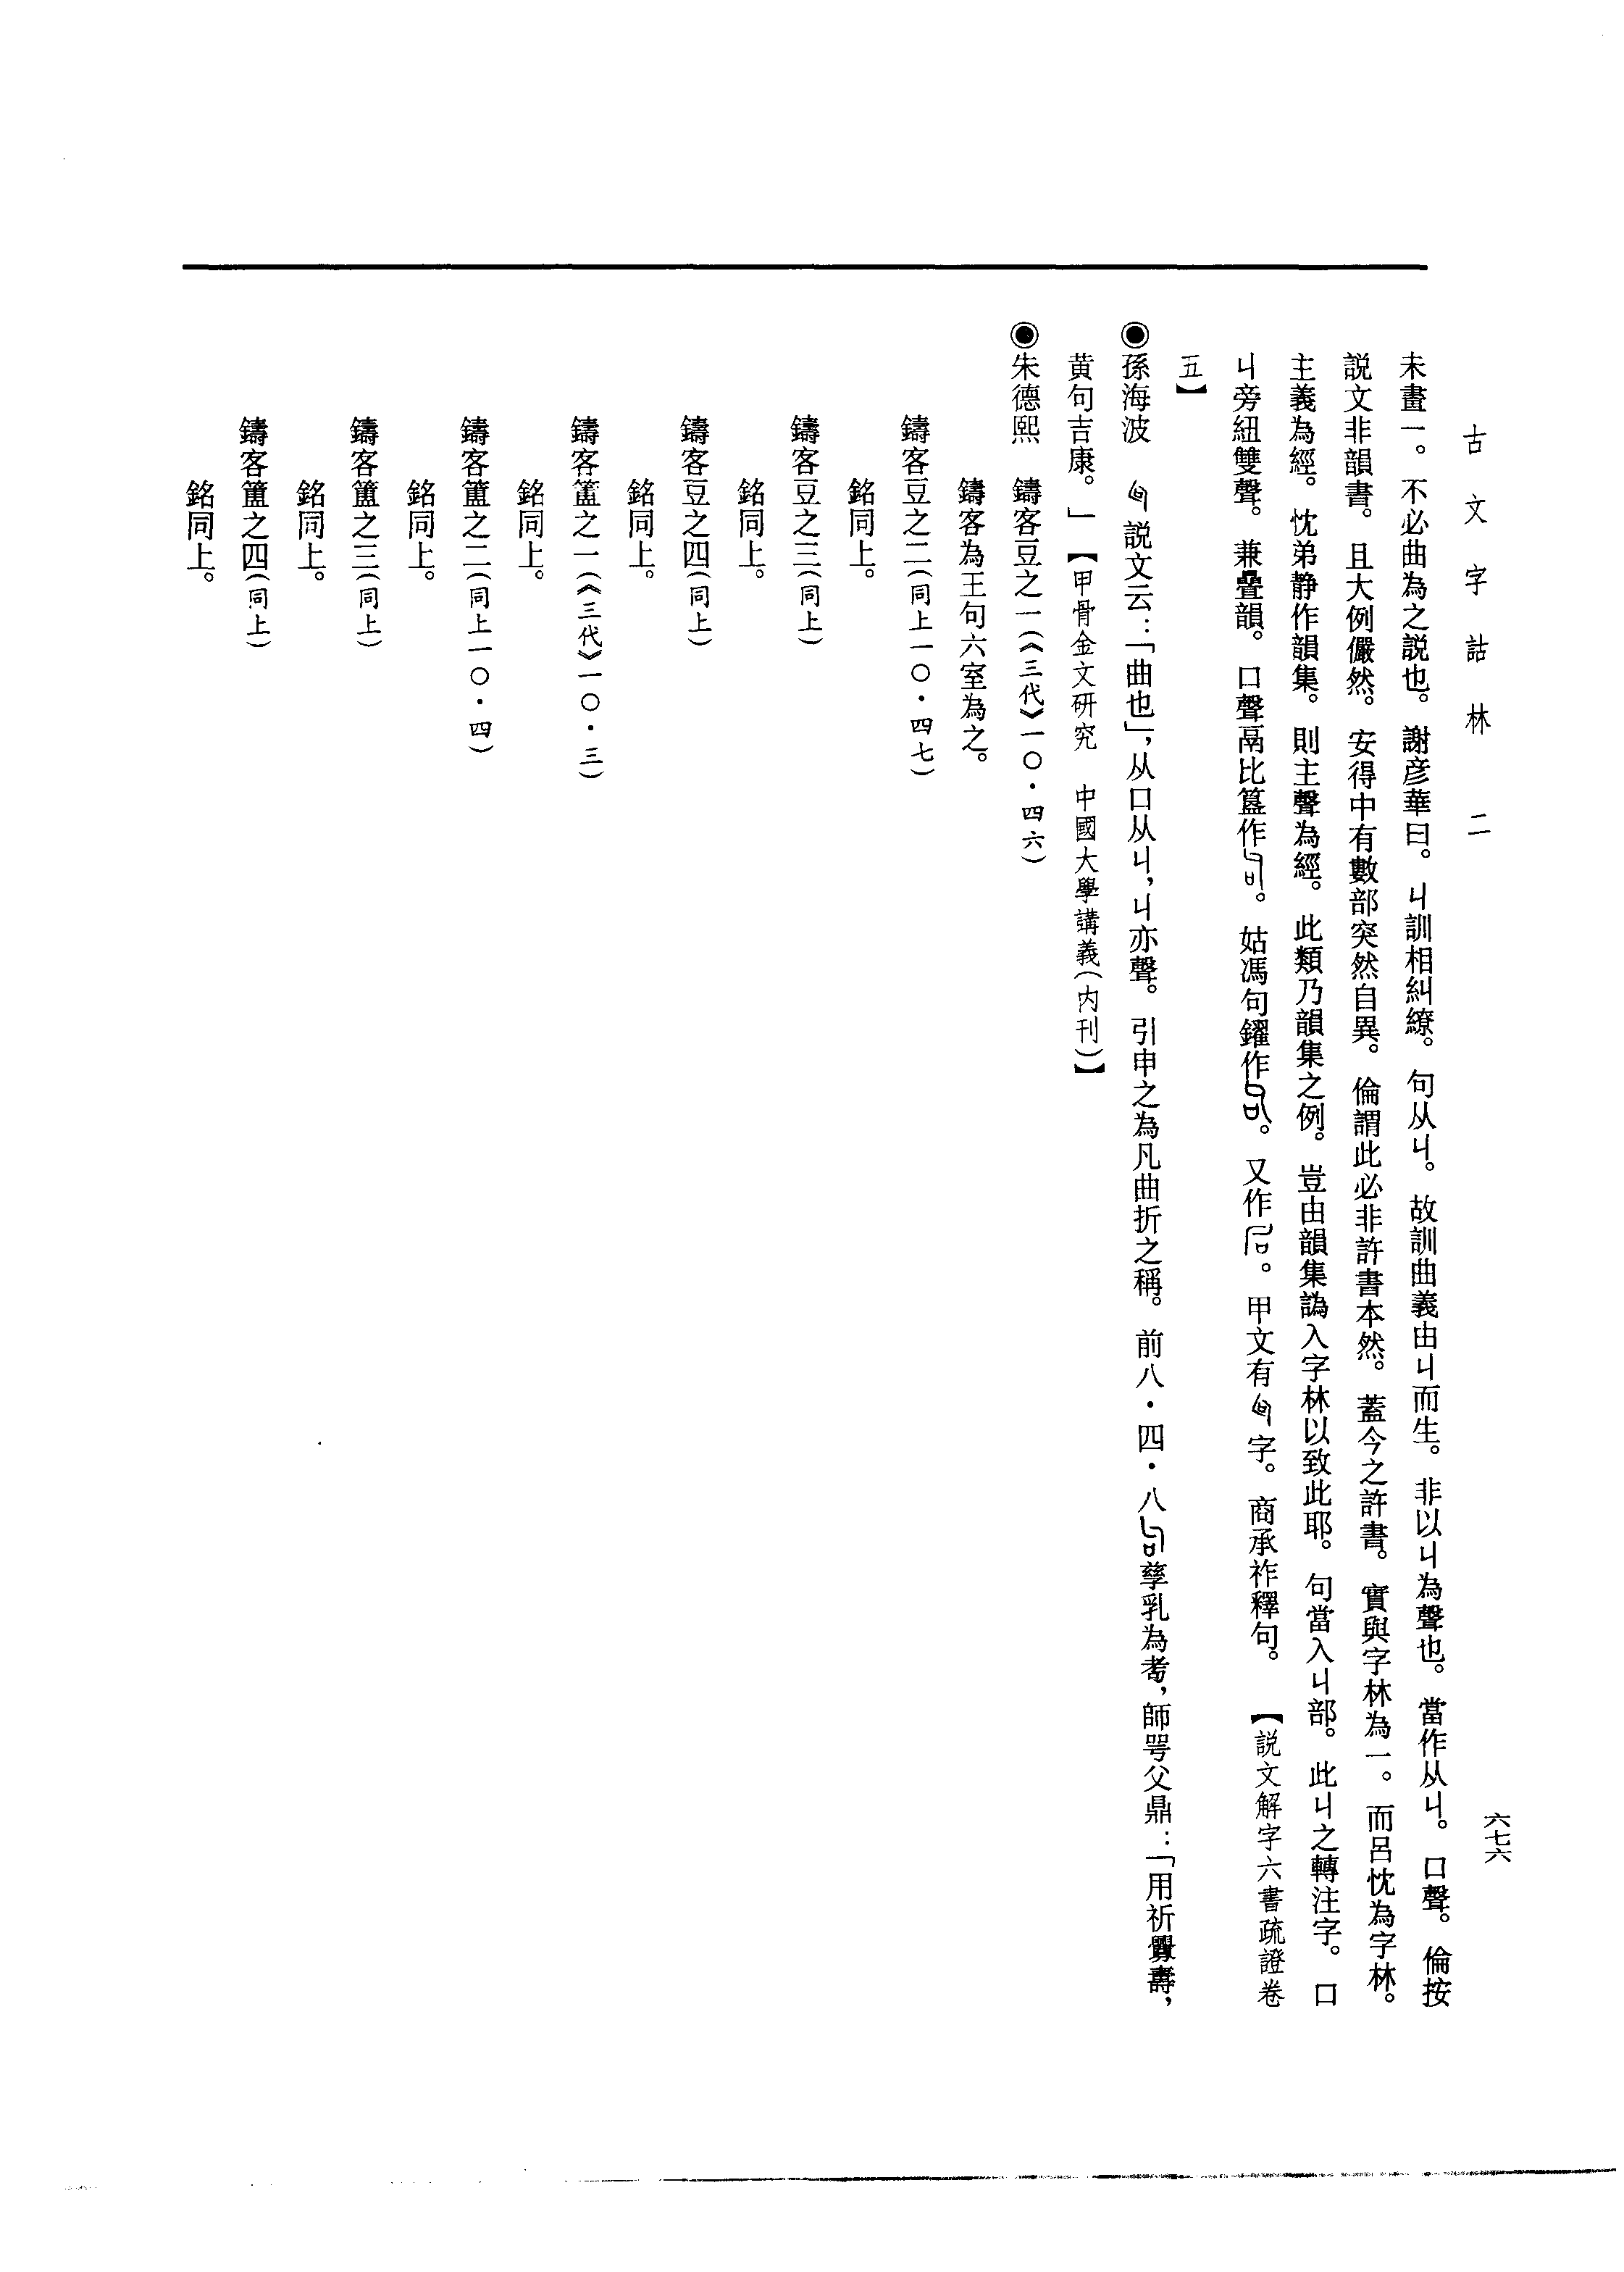 古文字詁林 二
六七六
未畫一。不必曲為之説也。謝彦華曰。丩訓相糾繚。句从丩。故訓曲義由丩而生。非以丩為聲也。當作从丩。口聲。倫按
説文非韻書。且大例儼然。安得中有數部突然自異。倫謂此必非許書本然。蓋今之許書。實與字林為一。而呂忱為字林。
主義為經。忱弟静作韻集。則主聲為經。此類乃韻集之例。豈由韻集譌入字林以致此耶。句當入丩部。此丩之轉注字。口
丩旁紐雙聲。兼疊韻。口聲鬲比簋作。姑馮句鑃作。又作。甲文有字。商承祚釋句。【説文解字六書疏證卷
五】
◉孫海波 説文云：「曲也」，从口从丩，丩亦聲。引申之為凡曲折之稱。前八·四·八孳乳為耇，師咢父鼎：「用祈眉壽，
黄句吉康。」【甲骨金文研究 中國大學講義（内刊）】
◉朱德熙 鑄客豆之一（《三代》一〇·四六）
鑄客為王句六室為之。
鑄客豆之二（同上一〇·四七）
銘同上。
鑄客豆之三（同上）
銘同上。
鑄客豆之四（同上）
銘同上。
鑄客簠之一（《三代》一〇·三）
銘同上。
鑄客簠之二（同上一〇·四）
銘同上。
鑄客簠之三（同上）
銘同上。
鑄客簠之四（同上）
銘同上。